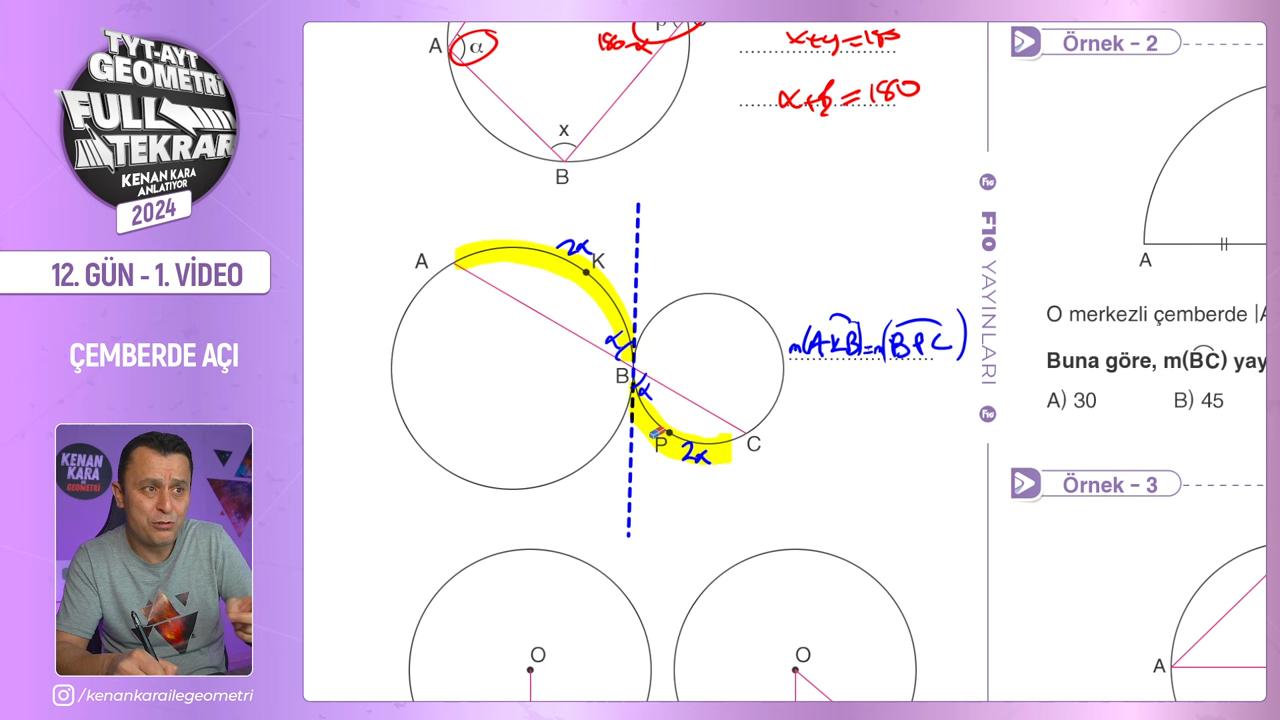 TYT-AYT
GEOMETRİ
FULL
TEKRAR
KENAN KARA
ANLATIYOR
2024
12. GÜN - 1. VİDEO
ÇEMBERDE AÇI
KENAN
KARA
GEOMETRİ
/kenankarailegeometri
A
α
180-α
x+y=180
α+β=180
x
B
A
2α
K
α
B
α
P
2α
C
m(AKB)=m(BPC)
O
O
F10 YAYINLARI
Örnek - 2
A
O merkezli çemberde |A
Buna göre, m(BC) yay
A) 30 B) 45
Örnek - 3
A